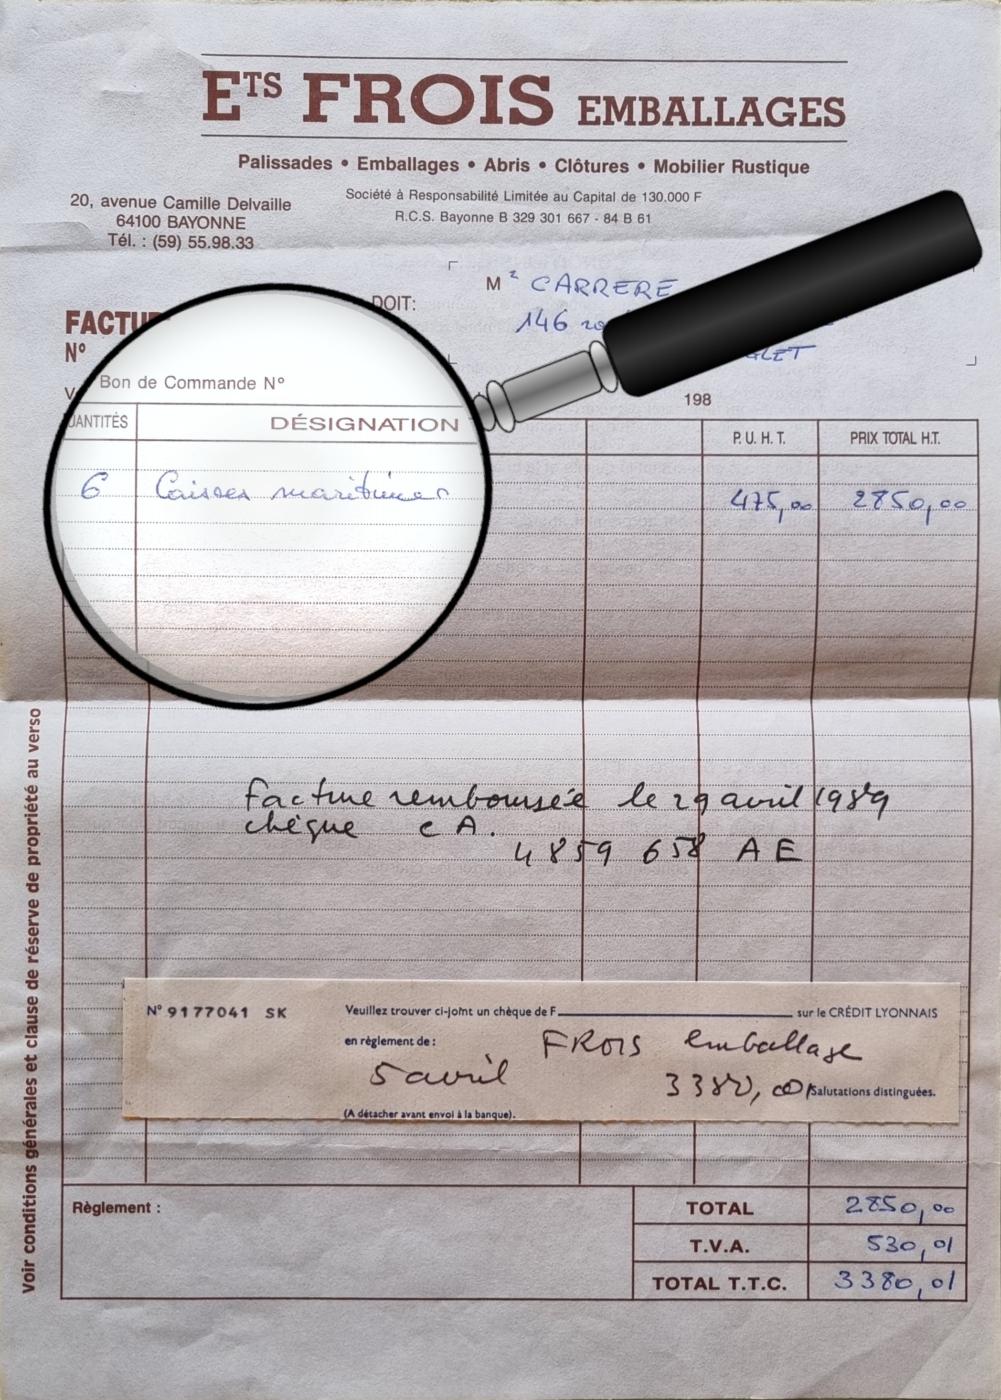 ETS FROIS EMBALLAGES
Palissades • Emballages • Abris • Clôtures • Mobilier Rustique
20, avenue Camille Delvaille
64100 BAYONNE
Tél. : (59) 55.98.33
Société à Responsabilité Limitée au Capital de 130.000 F
R.C.S. Bayonne B 329 301 667 - 84 B 61
DOIT:
Mr CARRERE
146
FACTU
N°
V
Bon de Commande N°
198
UANTITÉS DÉSIGNATION P.U.H.T. PRIX TOTAL H.T.
6 Caisses maritimes 475,00 2850,00
Facture remboursée le 29 avril 1989
chèque CA.
4859 658 AE
N° 9177041 SK Veuillez trouver ci-joint un chèque de F sur le CRÉDIT LYONNAIS
en règlement de : FROIS emballage
5 avril 3380,00 Salutations distinguées.
(A détacher avant envoi à la banque).
Règlement :
TOTAL 2850,00
T.V.A. 530,01
TOTAL T.T.C. 3380,01
Voir conditions générales et clause de réserve de propriété au verso